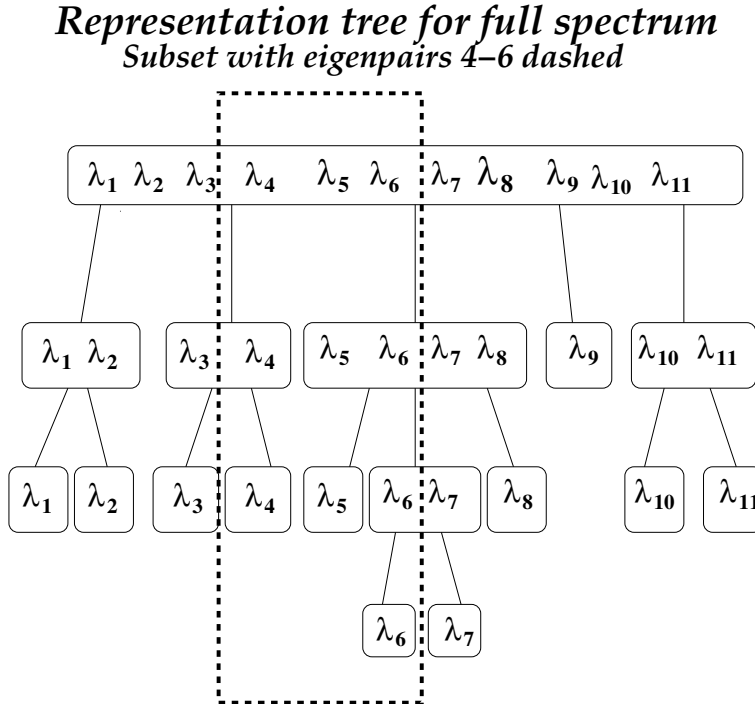 Representation tree for full spectrum
Subset with eigenpairs 4–6 dashed
λ1 λ2 λ3 λ4 λ5 λ6 λ7 λ8 λ9 λ10 λ11
λ1 λ2 λ3 λ4 λ5 λ6 λ7 λ8 λ9 λ10 λ11
λ1 λ2 λ3 λ4 λ5 λ6 λ7 λ8 λ10 λ11
λ6 λ7